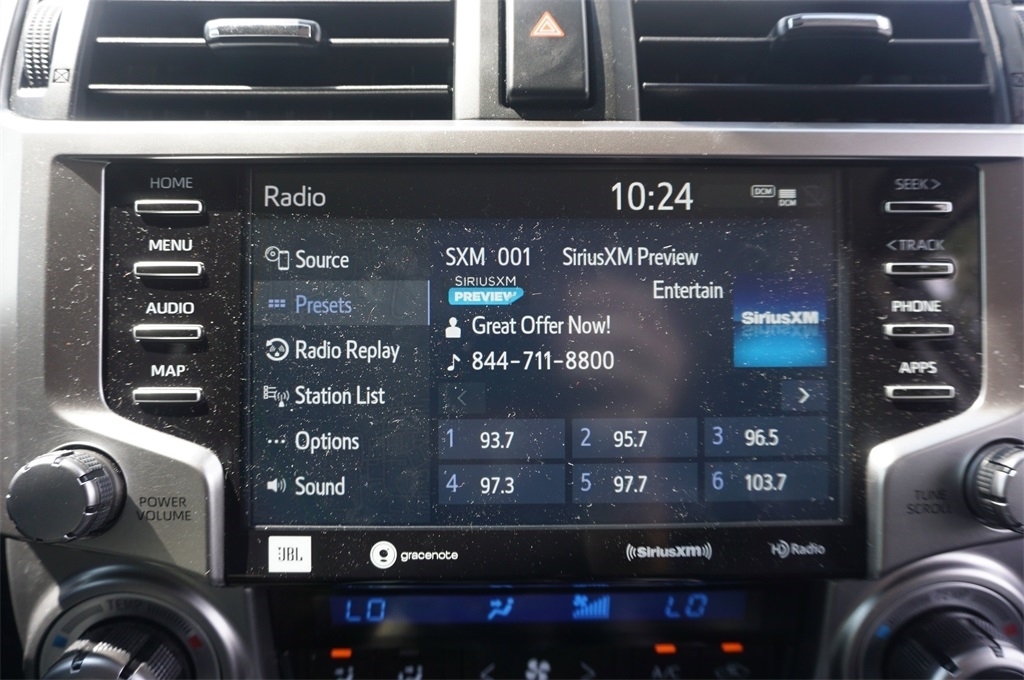 HOME
MENU
AUDIO
MAP
POWER
VOLUME
Radio 10:24 DCM DCM
Source
Presets
Radio Replay
Station List
Options
Sound
SXM 001 SiriusXM Preview
SIRIUSXM
PREVIEW
Entertain
Great Offer Now!
844-711-8800
SiriusXM
1 93.7 2 95.7 3 96.5
4 97.3 5 97.7 6 103.7
JBL gracenote ((SiriusXM)) HD Radio
SEEK >
< TRACK
PHONE
APPS
TUNE
SCROLL
LO LO
TEMP
A/C